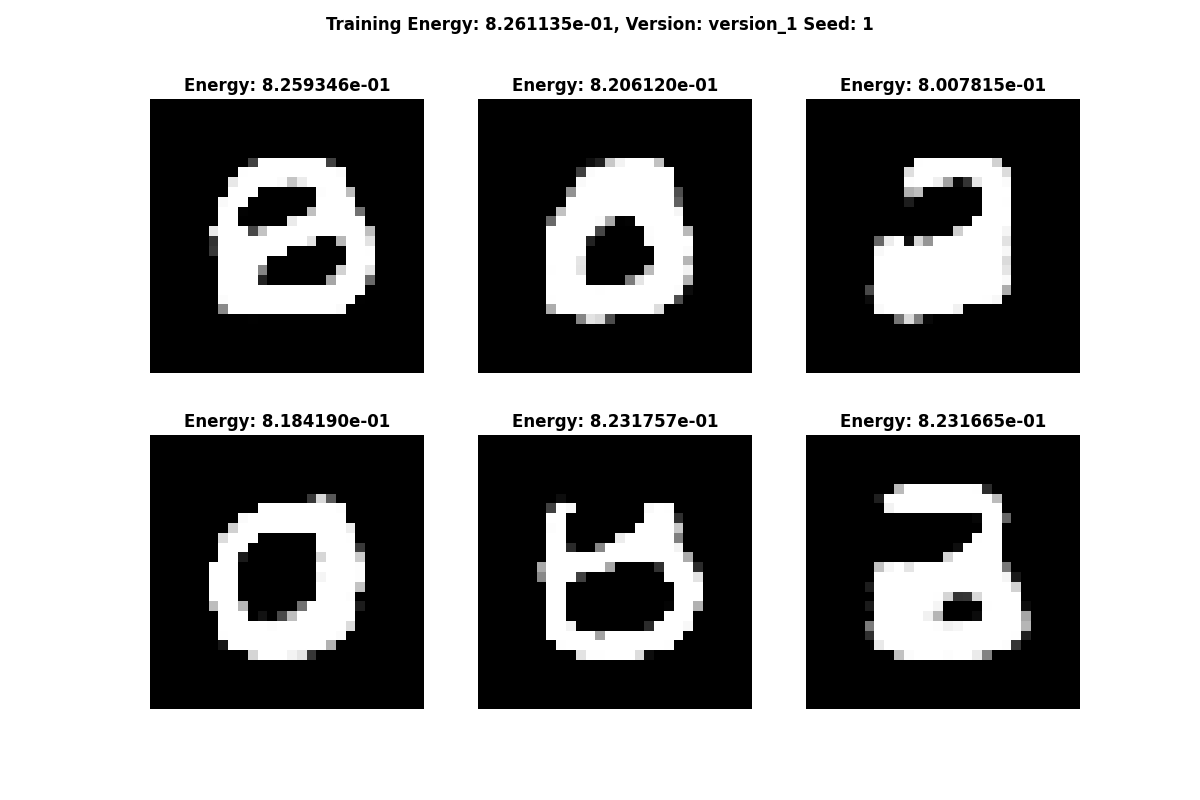 Training Energy: 8.261135e-01, Version: version_1 Seed: 1
Energy: 8.259346e-01
Energy: 8.206120e-01
Energy: 8.007815e-01
Energy: 8.184190e-01
Energy: 8.231757e-01
Energy: 8.231665e-01